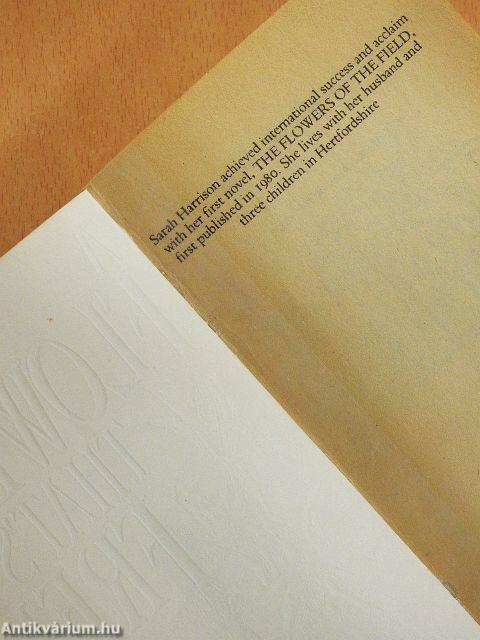 Sarah Harrison achieved international success and acclaim
with her first novel, THE FLOWERS OF THE FIELD,
first published in 1980. She lives with her husband and
three children in Hertfordshire
Antikvárium.hu